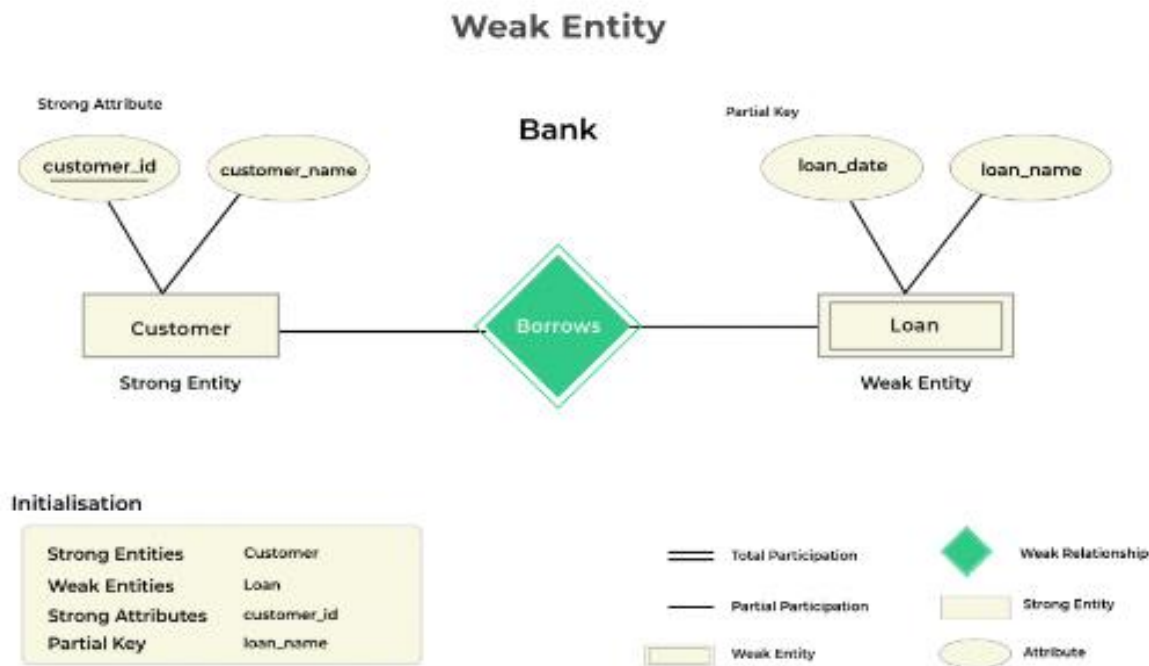 Weak Entity
Strong Attribute
Bank
Partial Key
customer_id
customer_name
loan_date
loan_name
Customer
Borrows
Loan
Strong Entity
Weak Entity
Initialisation
Strong Entities Customer
Weak Entities Loan
Strong Attributes customer_id
Partial Key loan_name
Total Participation
Weak Relationship
Partial Participation
Strong Entity
Weak Entity
Attribute